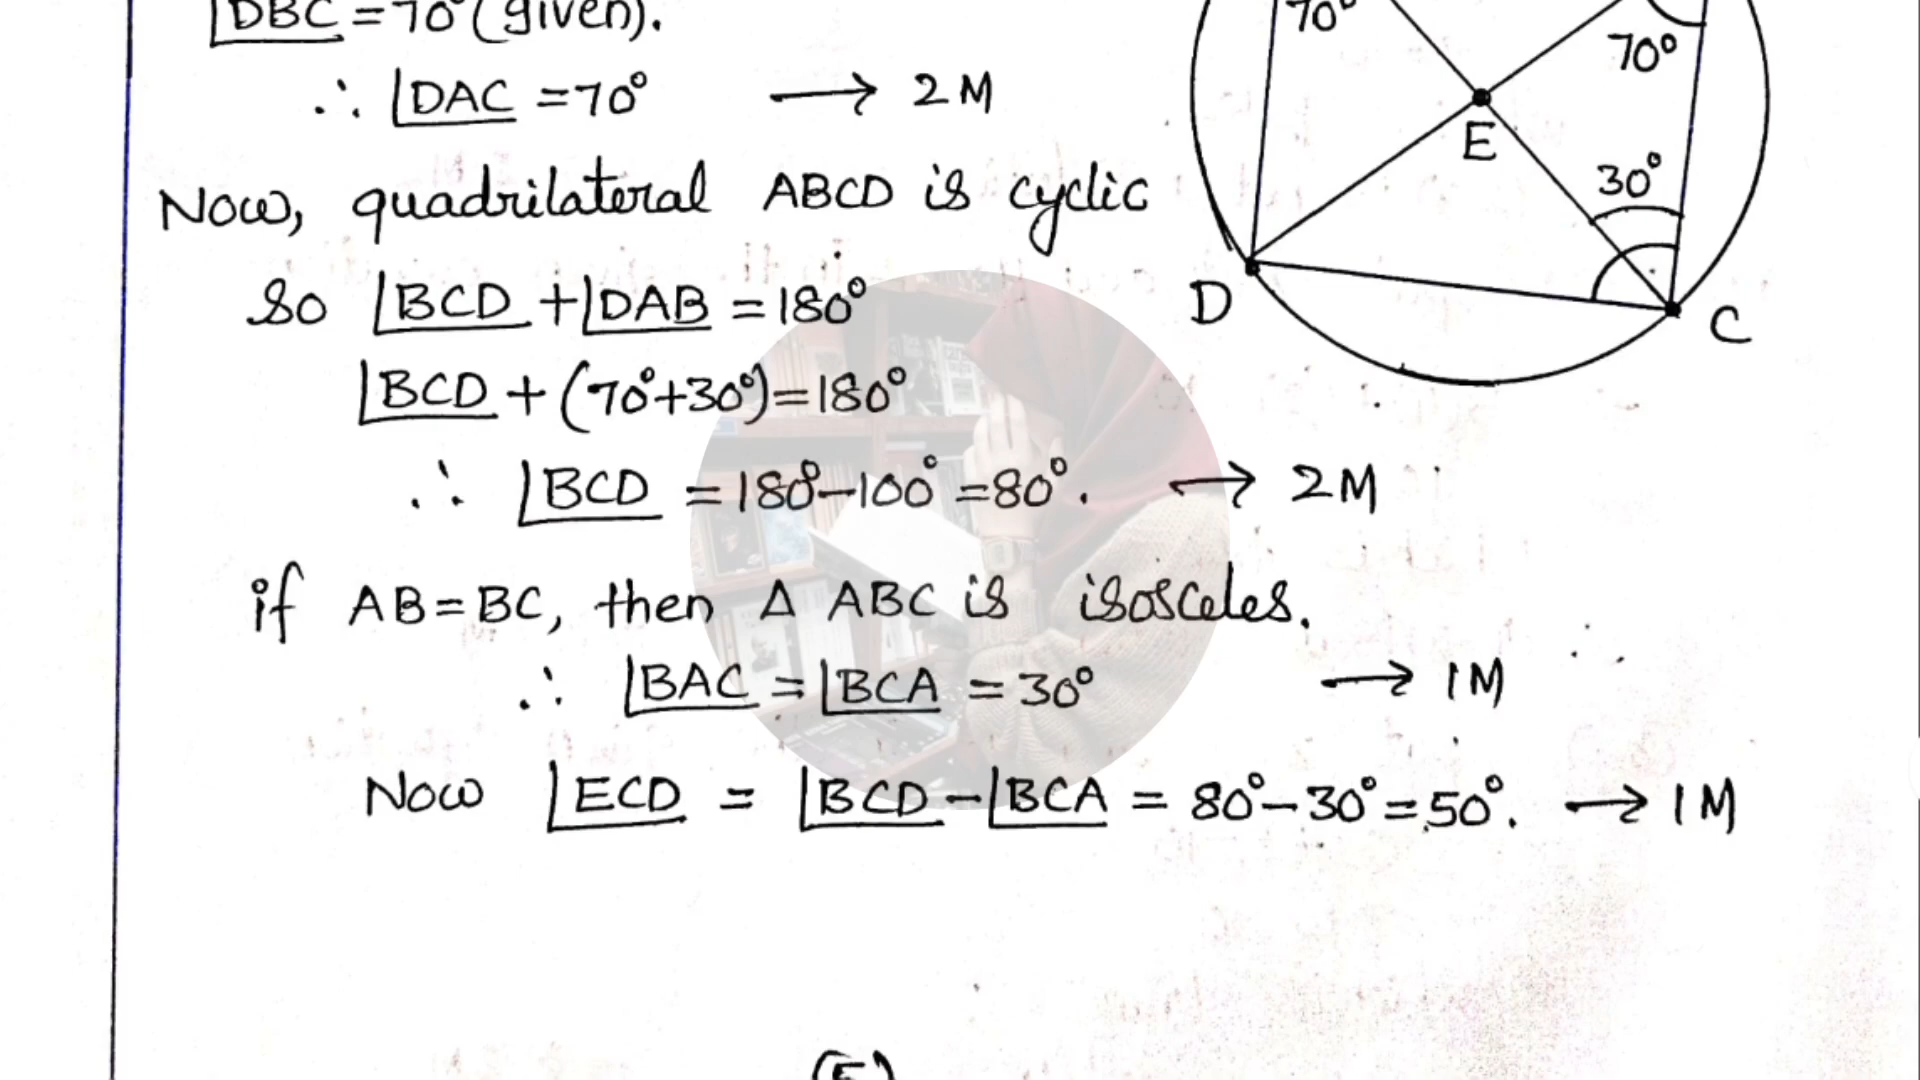 ∠DBC = 70° (given).
∴ ∠DAC = 70° → 2M
Now, quadrilateral ABCD is cyclic
So ∠BCD + ∠DAB = 180°
∠BCD + (70°+30°) = 180°
∴ ∠BCD = 180°-100° = 80°. → 2M
if AB = BC, then Δ ABC is isosceles.
∴ ∠BAC = ∠BCA = 30° → 1M
Now ∠ECD = ∠BCD - ∠BCA = 80°-30° = 50°. → 1M
70°
70°
E
30°
D
C
(5)